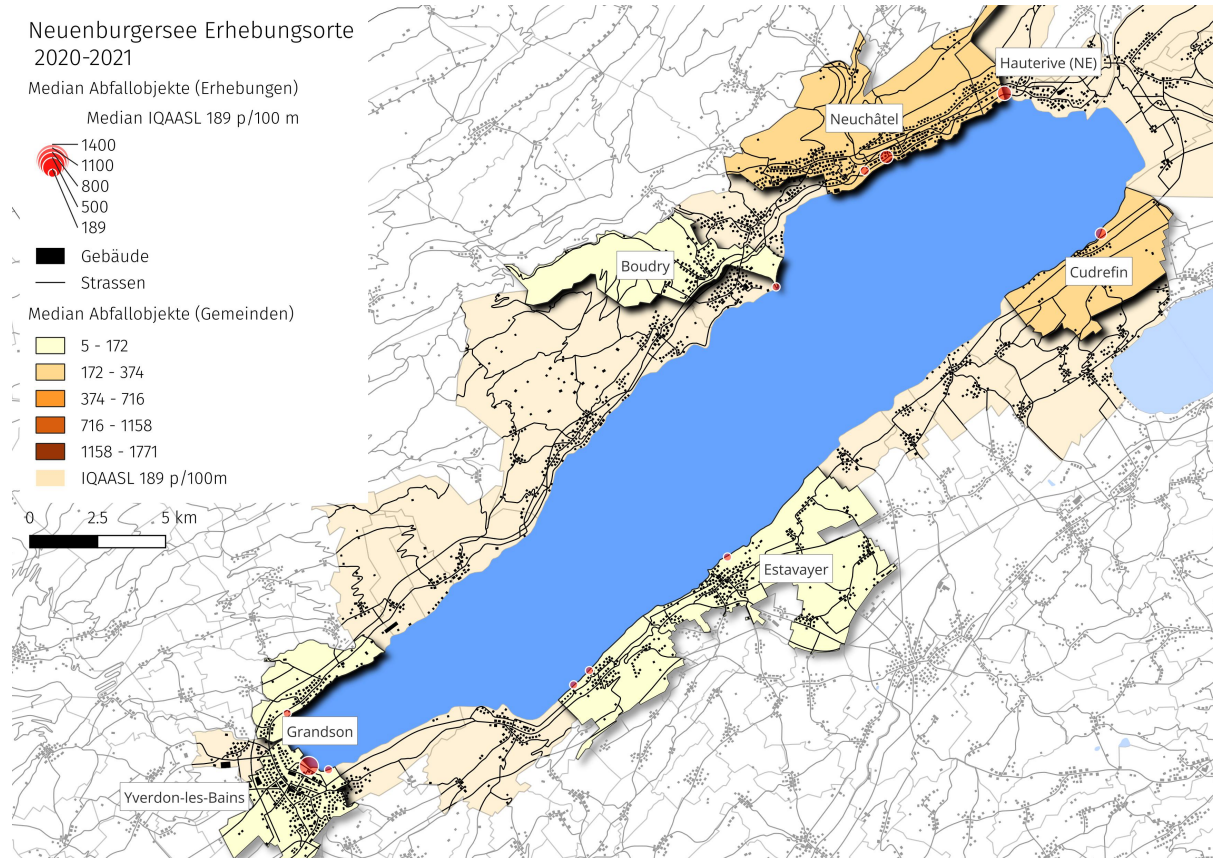 Neuenburgersee Erhebungsorte
2020-2021
Median Abfallobjekte (Erhebungen)
Median IQAASL 189 p/100 m
1400
1100
800
500
189
Gebäude
Strassen
Median Abfallobjekte (Gemeinden)
5 - 172
172 - 374
374 - 716
716 - 1158
1158 - 1771
IQAASL 189 p/100m
0 2.5 5 km
Hauterive (NE)
Neuchâtel
Boudry
Cudrefin
Estavayer
Grandson
Yverdon-les-Bains